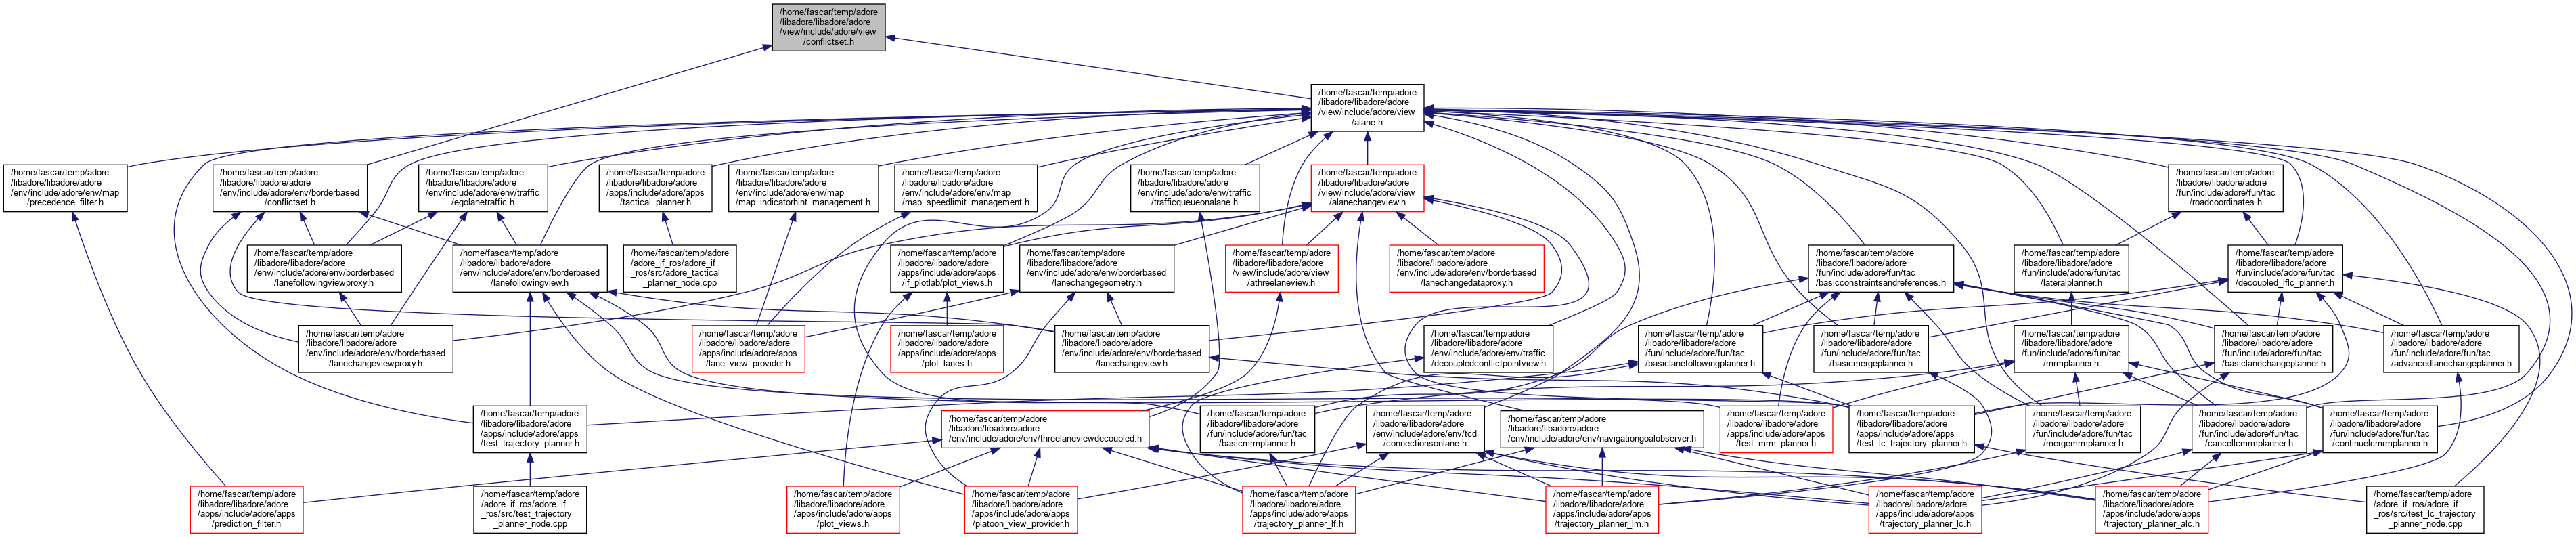 /home/fascar/temp/adore
/libadore/libadore/adore
/view/include/adore/view
/conflictset.h
/home/fascar/temp/adore
/libadore/libadore/adore
/view/include/adore/view
/alane.h
/home/fascar/temp/adore
/libadore/libadore/adore
/env/include/adore/env/map
/precedence_filter.h
/home/fascar/temp/adore
/libadore/libadore/adore
/env/include/adore/env/borderbased
/conflictset.h
/home/fascar/temp/adore
/libadore/libadore/adore
/env/include/adore/env/traffic
/egolanetraffic.h
/home/fascar/temp/adore
/libadore/libadore/adore
/apps/include/adore/apps
/tactical_planner.h
/home/fascar/temp/adore
/libadore/libadore/adore
/env/include/adore/env/map
/map_indicatorhint_management.h
/home/fascar/temp/adore
/libadore/libadore/adore
/env/include/adore/env/map
/map_speedlimit_management.h
/home/fascar/temp/adore
/libadore/libadore/adore
/env/include/adore/env/traffic
/trafficqueueonalane.h
/home/fascar/temp/adore
/libadore/libadore/adore
/view/include/adore/view
/alanechangeview.h
/home/fascar/temp/adore
/libadore/libadore/adore
/fun/include/adore/fun/tac
/roadcoordinates.h
/home/fascar/temp/adore
/libadore/libadore/adore
/env/include/adore/env/borderbased
/lanefollowingviewproxy.h
/home/fascar/temp/adore
/libadore/libadore/adore
/env/include/adore/env/borderbased
/lanefollowingview.h
/home/fascar/temp/adore
/adore_if_ros/adore_if
_ros/src/adore_tactical
_planner_node.cpp
/home/fascar/temp/adore
/libadore/libadore/adore
/apps/include/adore/apps
/if_plotlab/plot_views.h
/home/fascar/temp/adore
/libadore/libadore/adore
/env/include/adore/env/borderbased
/lanechangegeometry.h
/home/fascar/temp/adore
/libadore/libadore/adore
/view/include/adore/view
/athreelaneview.h
/home/fascar/temp/adore
/libadore/libadore/adore
/env/include/adore/env/borderbased
/lanechangedataproxy.h
/home/fascar/temp/adore
/libadore/libadore/adore
/fun/include/adore/fun/tac
/basicconstraintsandreferences.h
/home/fascar/temp/adore
/libadore/libadore/adore
/fun/include/adore/fun/tac
/lateralplanner.h
/home/fascar/temp/adore
/libadore/libadore/adore
/fun/include/adore/fun/tac
/decoupled_lflc_planner.h
/home/fascar/temp/adore
/libadore/libadore/adore
/env/include/adore/env/borderbased
/lanechangeviewproxy.h
/home/fascar/temp/adore
/libadore/libadore/adore
/apps/include/adore/apps
/lane_view_provider.h
/home/fascar/temp/adore
/libadore/libadore/adore
/apps/include/adore/apps
/plot_lanes.h
/home/fascar/temp/adore
/libadore/libadore/adore
/env/include/adore/env/borderbased
/lanechangeview.h
/home/fascar/temp/adore
/libadore/libadore/adore
/env/include/adore/env/traffic
/decoupledconflictpointview.h
/home/fascar/temp/adore
/libadore/libadore/adore
/fun/include/adore/fun/tac
/basiclanefollowingplanner.h
/home/fascar/temp/adore
/libadore/libadore/adore
/fun/include/adore/fun/tac
/basicmergeplanner.h
/home/fascar/temp/adore
/libadore/libadore/adore
/fun/include/adore/fun/tac
/mrmplanner.h
/home/fascar/temp/adore
/libadore/libadore/adore
/fun/include/adore/fun/tac
/basiclanechangeplanner.h
/home/fascar/temp/adore
/libadore/libadore/adore
/fun/include/adore/fun/tac
/advancedlanechangeplanner.h
/home/fascar/temp/adore
/libadore/libadore/adore
/apps/include/adore/apps
/test_trajectory_planner.h
/home/fascar/temp/adore
/libadore/libadore/adore
/env/include/adore/env/threelaneviewdecoupled.h
/home/fascar/temp/adore
/libadore/libadore/adore
/fun/include/adore/fun/tac
/basicmrmplanner.h
/home/fascar/temp/adore
/libadore/libadore/adore
/env/include/adore/env/tcd
/connectionsonlane.h
/home/fascar/temp/adore
/libadore/libadore/adore
/env/include/adore/env/navigationgoalobserver.h
/home/fascar/temp/adore
/libadore/libadore/adore
/apps/include/adore/apps
/test_mrm_planner.h
/home/fascar/temp/adore
/libadore/libadore/adore
/apps/include/adore/apps
/test_lc_trajectory_planner.h
/home/fascar/temp/adore
/libadore/libadore/adore
/fun/include/adore/fun/tac
/mergemrmplanner.h
/home/fascar/temp/adore
/libadore/libadore/adore
/fun/include/adore/fun/tac
/cancellcmrmplanner.h
/home/fascar/temp/adore
/libadore/libadore/adore
/fun/include/adore/fun/tac
/continuelcmrmplanner.h
/home/fascar/temp/adore
/libadore/libadore/adore
/apps/include/adore/apps
/prediction_filter.h
/home/fascar/temp/adore
/adore_if_ros/adore_if
_ros/src/test_trajectory
_planner_node.cpp
/home/fascar/temp/adore
/libadore/libadore/adore
/apps/include/adore/apps
/plot_views.h
/home/fascar/temp/adore
/libadore/libadore/adore
/apps/include/adore/apps
/platoon_view_provider.h
/home/fascar/temp/adore
/libadore/libadore/adore
/apps/include/adore/apps
/trajectory_planner_lf.h
/home/fascar/temp/adore
/libadore/libadore/adore
/apps/include/adore/apps
/trajectory_planner_lm.h
/home/fascar/temp/adore
/libadore/libadore/adore
/apps/include/adore/apps
/trajectory_planner_lc.h
/home/fascar/temp/adore
/libadore/libadore/adore
/apps/include/adore/apps
/trajectory_planner_alc.h
/home/fascar/temp/adore
/adore_if_ros/adore_if
_ros/src/test_lc_trajectory
_planner_node.cpp